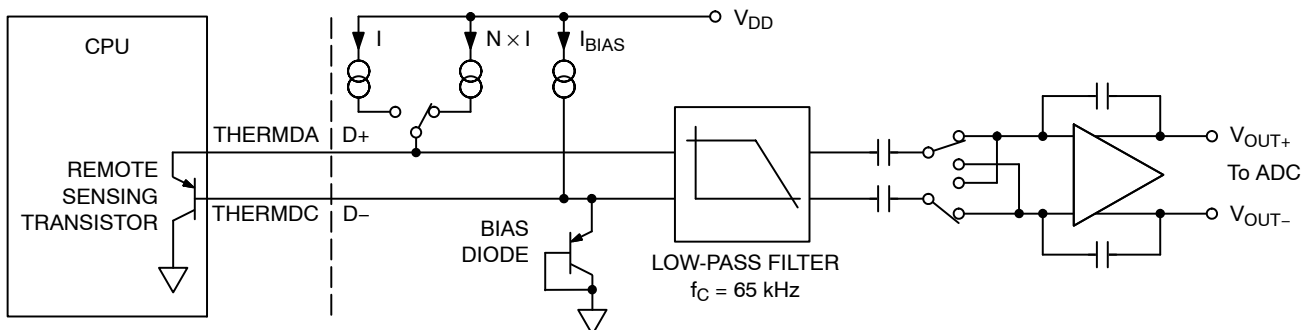 CPU
I
N × I
I_BIAS
V_DD
THERMDA
D+
REMOTE
SENSING
TRANSISTOR
THERMDC
D−
BIAS
DIODE
LOW-PASS FILTER
f_C = 65 kHz
V_OUT+
To ADC
V_OUT−